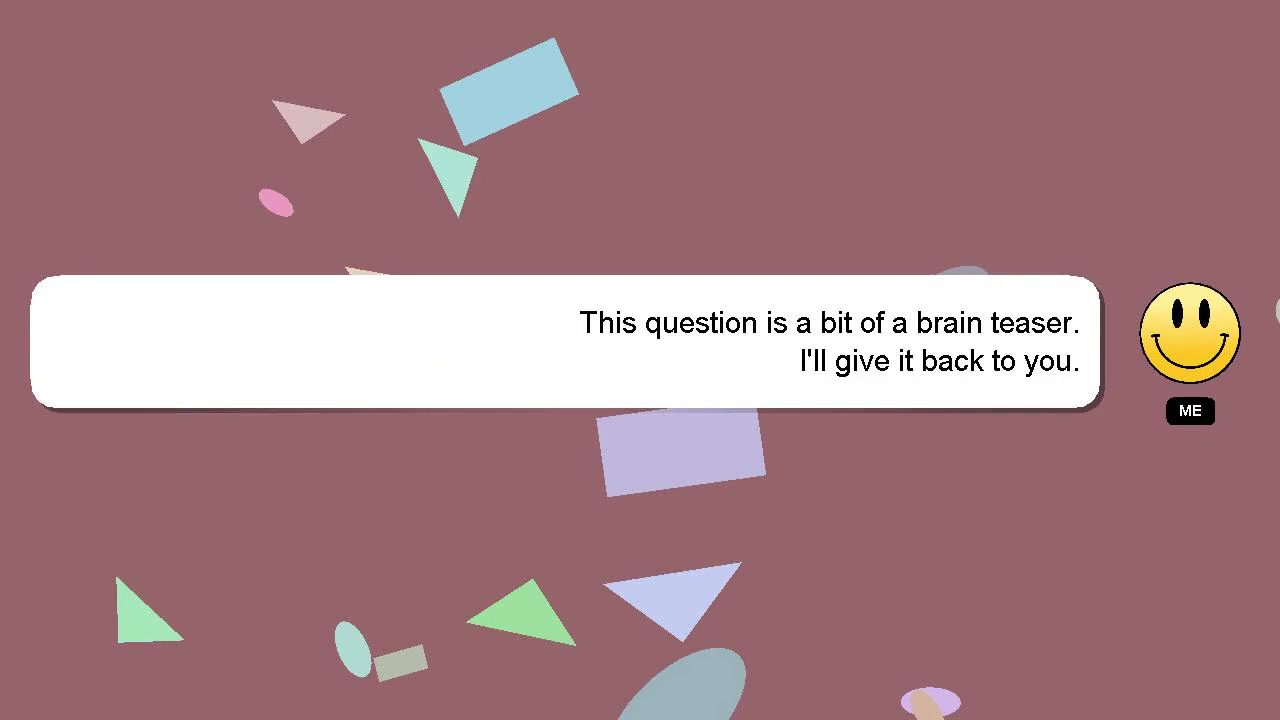 This question is a bit of a brain teaser.
I'll give it back to you.
ME